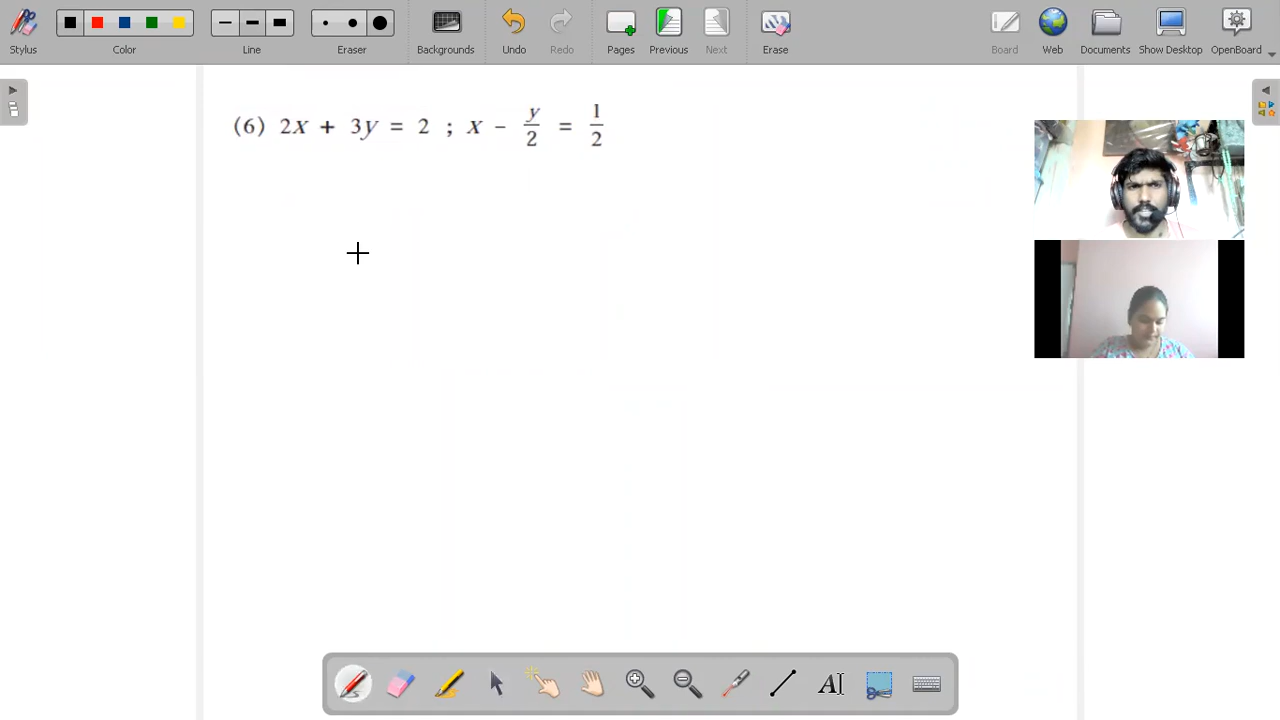 Stylus Color Line Eraser Backgrounds Undo Redo Pages Previous Next Erase Board Web Documents Show Desktop OpenBoard
(6) 2x + 3y = 2 ; x - y/2 = 1/2
AI